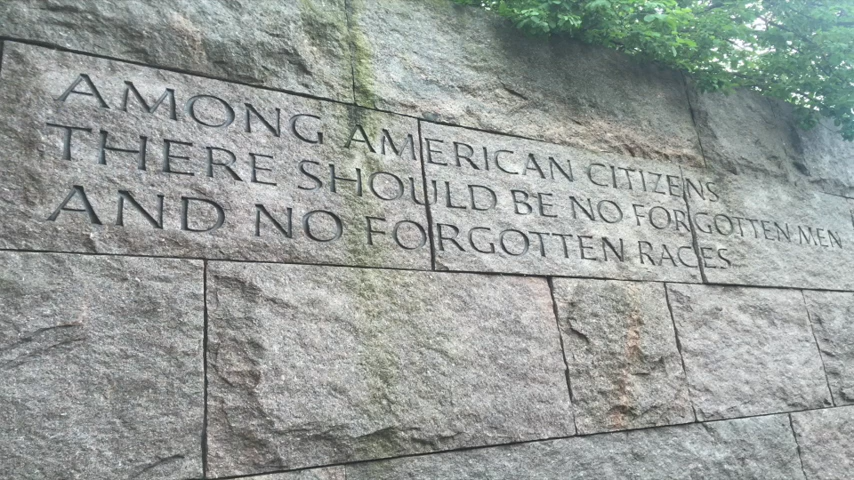 AMONG AMERICAN CITIZENS
THERE SHOULD BE NO FORGOTTEN MEN
AND NO FORGOTTEN RACES